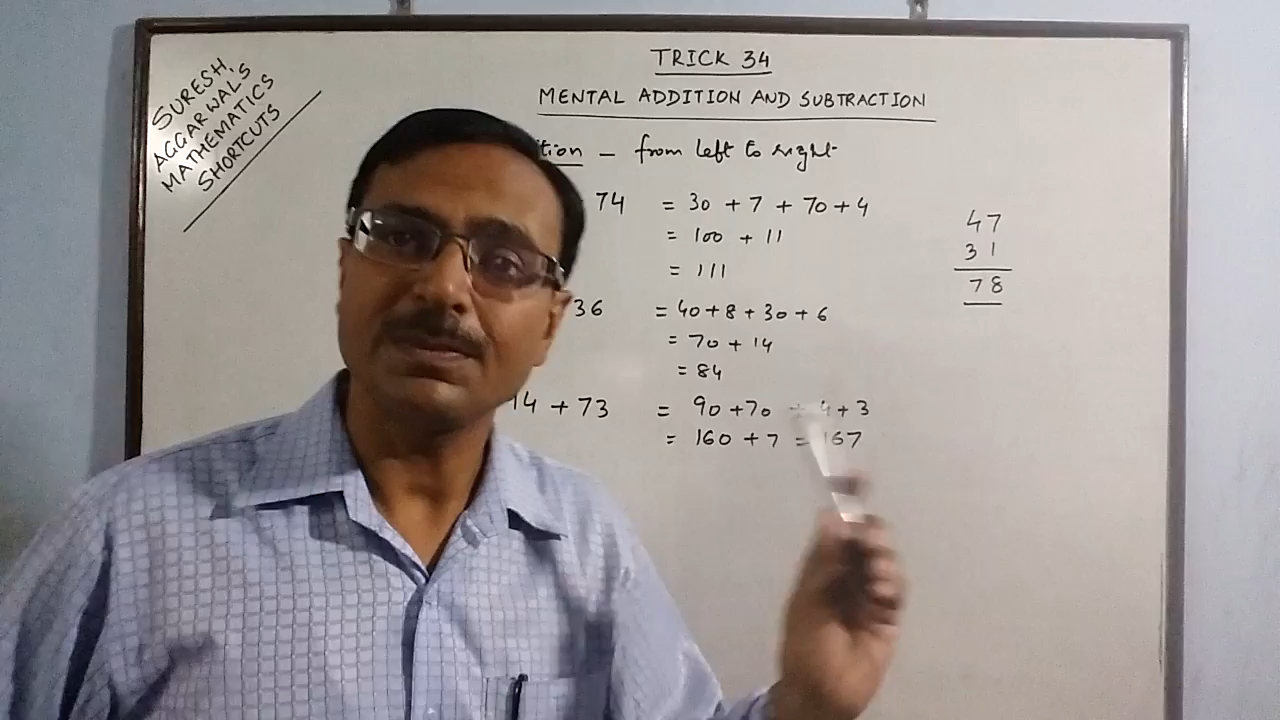 SURESH
AGGARWAL'S
MATHEMATICS
SHORTCUTS
TRICK 34
MENTAL ADDITION AND SUBTRACTION
tion - from left to right
74 = 30 + 7 + 70 + 4
= 100 + 11
= 111
36 = 40 + 8 + 30 + 6
= 70 + 14
= 84
+ 73 = 90 + 70 + 4 + 3
= 160 + 7 = 167
47
31
78